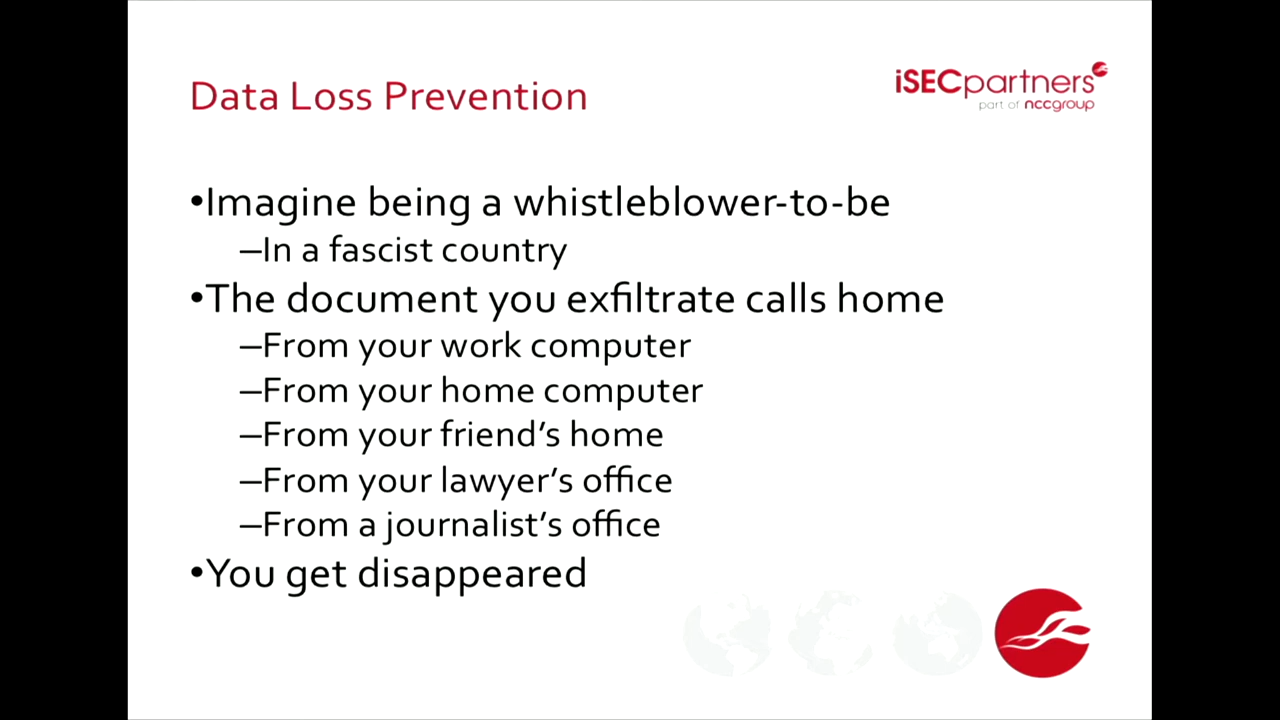 Data Loss Prevention
iSECpartners
part of nccgroup
•Imagine being a whistleblower-to-be
–In a fascist country
•The document you exfiltrate calls home
–From your work computer
–From your home computer
–From your friend’s home
–From your lawyer’s office
–From a journalist’s office
•You get disappeared